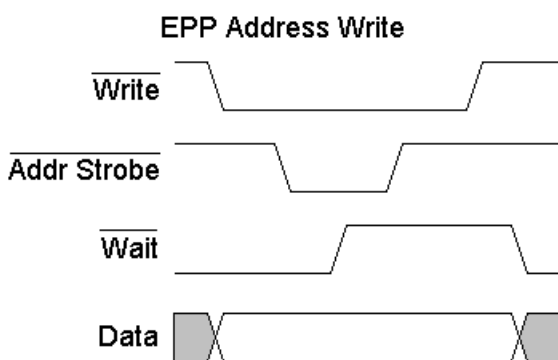 EPP Address Write
Write
Addr Strobe
Wait
Data